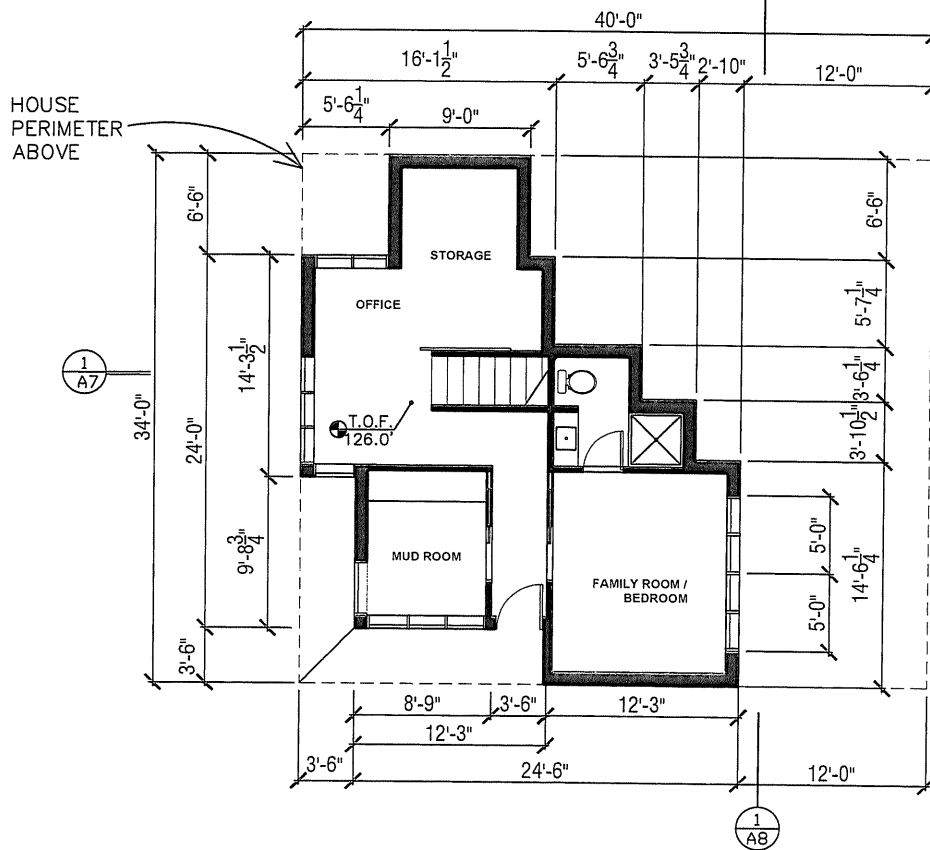 40'-0"
16'-1 1/2"
5'-6 3/4"
3'-5 3/4"
2'-10"
12'-0"
5'-6 1/4"
9'-0"
HOUSE
PERIMETER
ABOVE
6'-6"
6'-6"
STORAGE
OFFICE
5'-7 1/4"
14'-3 1/2"
1
A7
34'-0"
24'-0"
3'-6 1/4"
T.O.F.
126.0'
3'-10 1/2"
9'-8 3/4"
MUD ROOM
FAMILY ROOM /
BEDROOM
5'-0"
5'-0"
14'-6 1/4"
3'-6"
8'-9"
3'-6"
12'-3"
12'-3"
3'-6"
24'-6"
12'-0"
1
A8